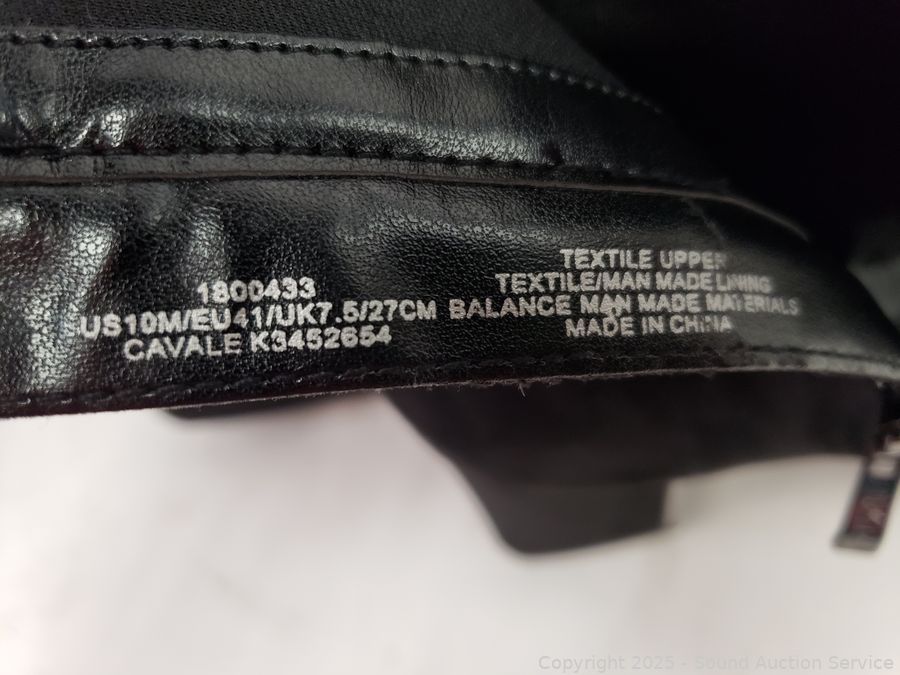 1800433
US10M/EU41/UK7.5/27CM
CAVALE K3452654
TEXTILE UPPER
TEXTILE/MAN MADE LINING
BALANCE MAN MADE MATERIALS
MADE IN CHINA
Copyright 2025 - Sound Auction Service